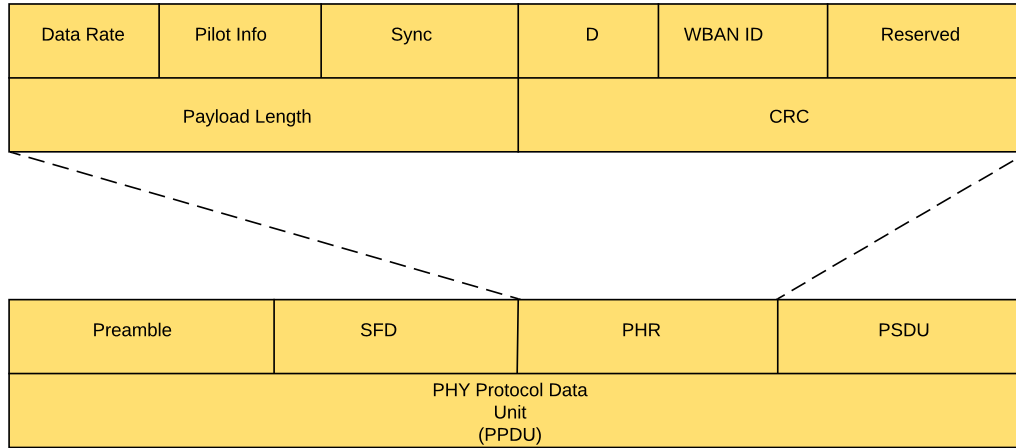 Data Rate
Pilot Info
Sync
D
WBAN ID
Reserved
Payload Length
CRC
Preamble
SFD
PHR
PSDU
PHY Protocol Data
Unit
(PPDU)